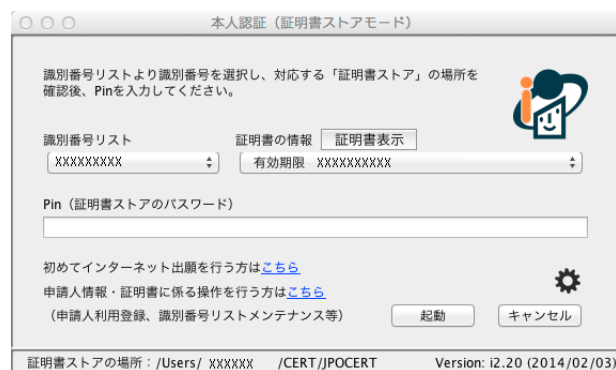 本人認証（証明書ストアモード）
識別番号リストより識別番号を選択し、対応する「証明書ストア」の場所を
確認後、Pinを入力してください。
識別番号リスト
証明書の情報 証明書表示
XXXXXXXXX
有効期限 XXXXXXXXXX
Pin（証明書ストアのパスワード）
初めてインターネット出願を行う方はこちら
申請人情報・証明書に係る操作を行う方はこちら
（申請人利用登録、識別番号リストメンテナンス等）
起動 キャンセル
証明書ストアの場所：/Users/ XXXXXX /CERT/JPOCERT Version: i2.20 (2014/02/03)